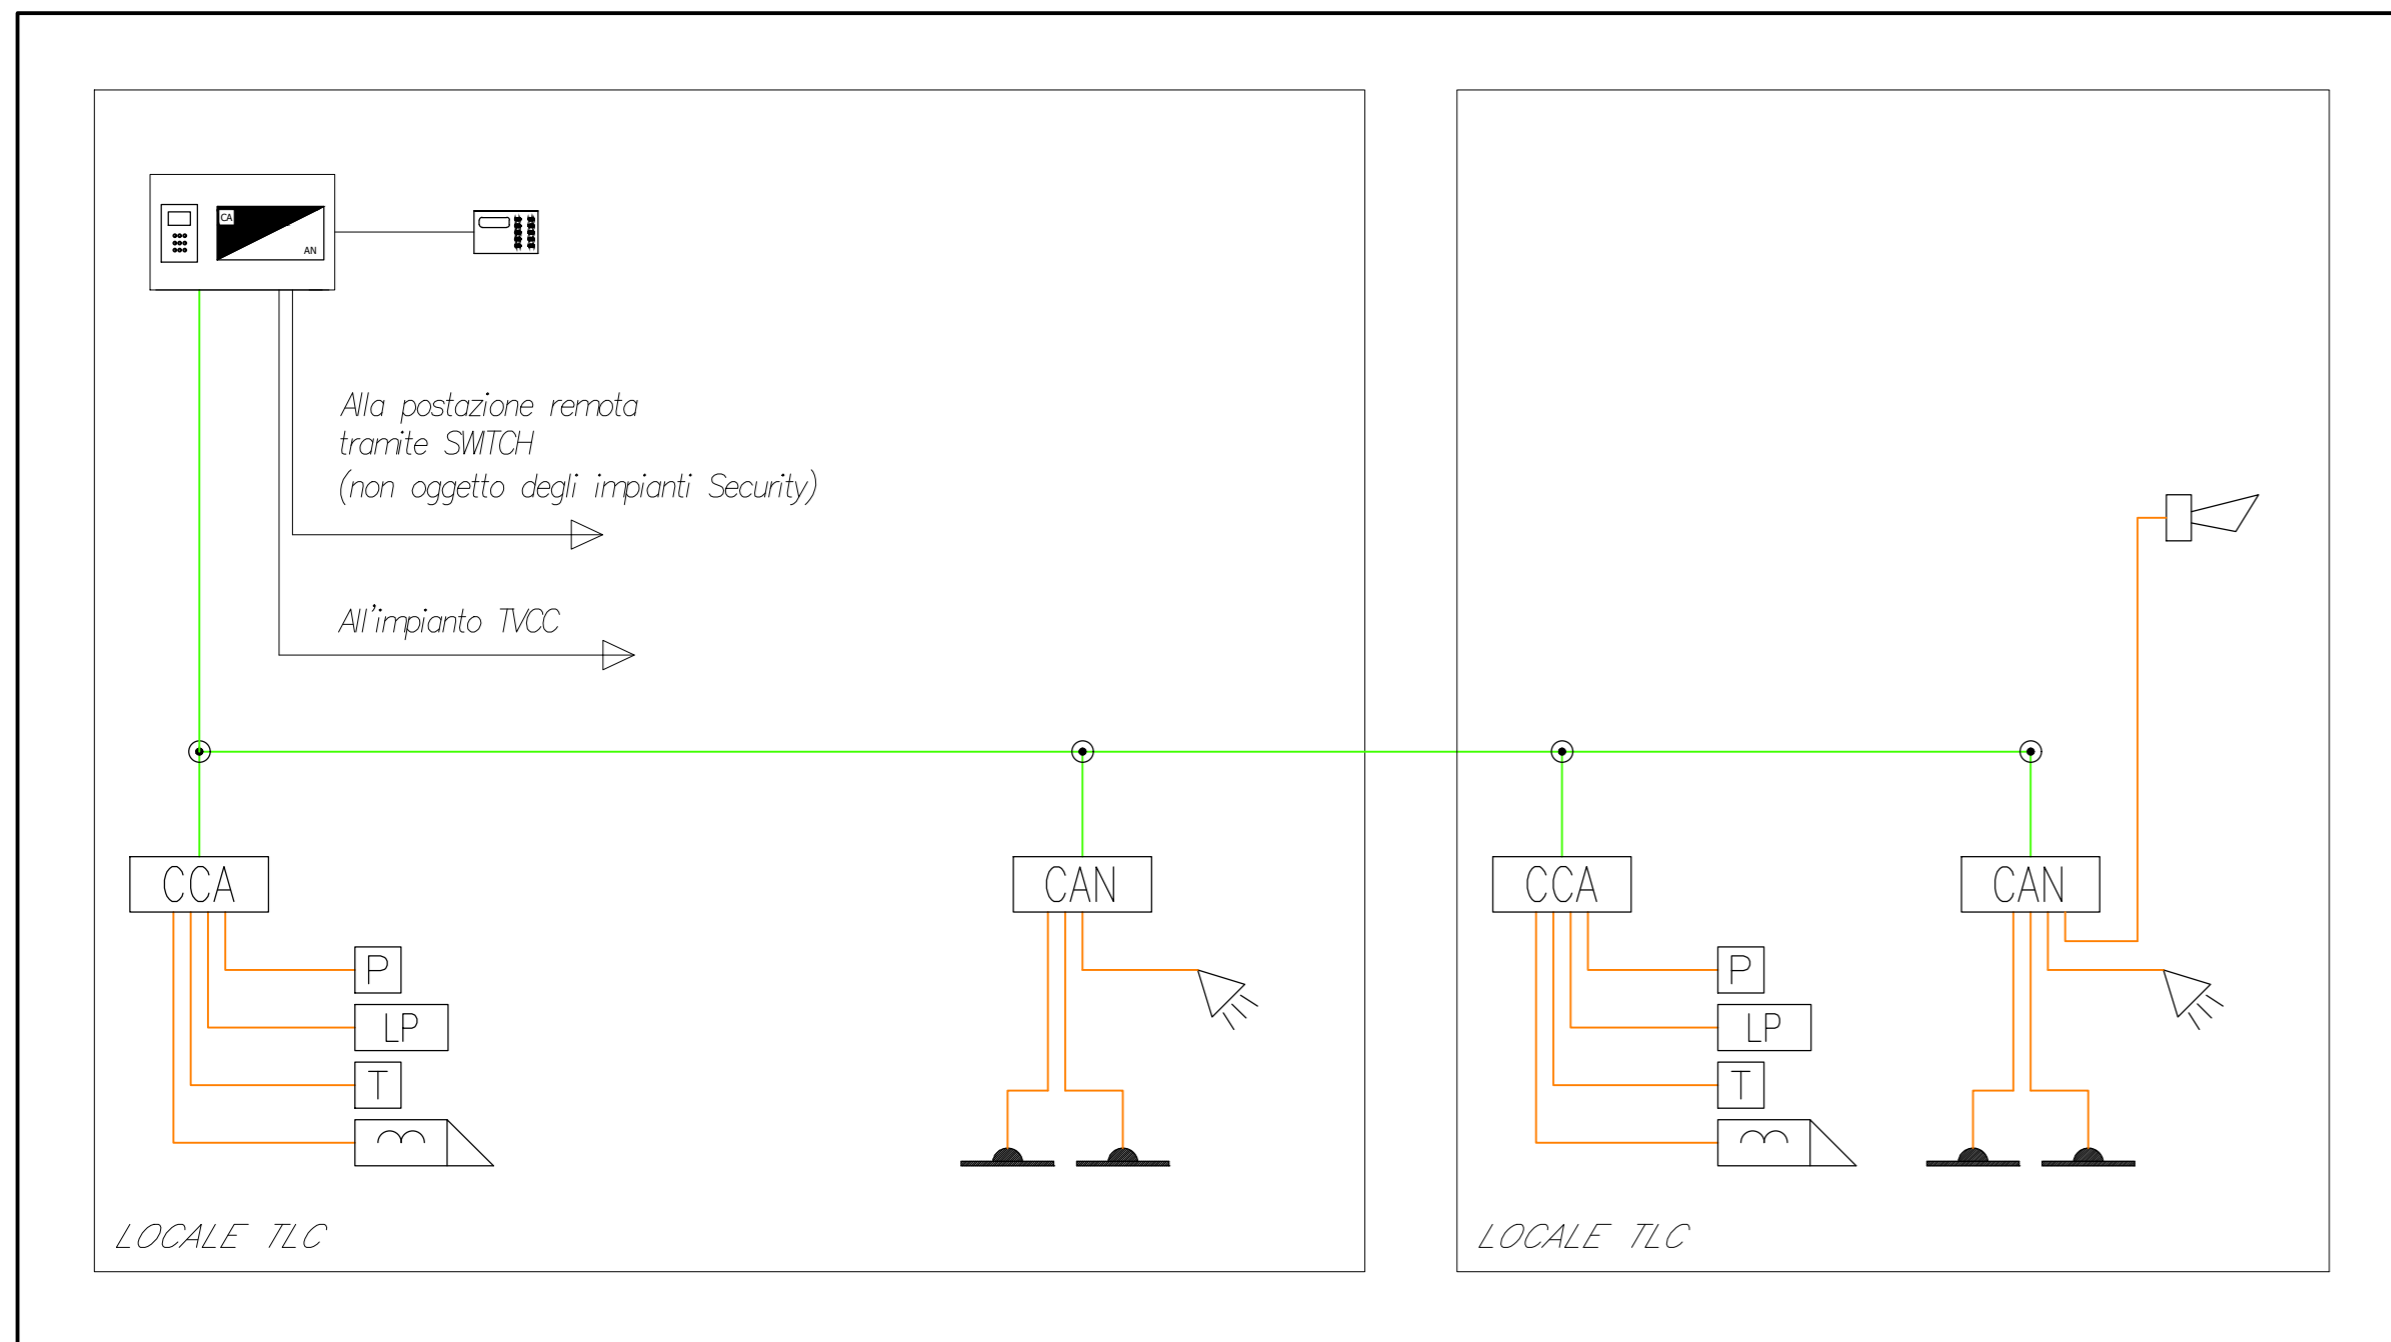 CA
AN
Alla postazione remota
tramite SWITCH
(non oggetto degli impianti Security)
All'impianto TVCC
CCA
CAN
P
LP
T
LOCALE TLC
CCA
CAN
P
LP
T
LOCALE TLC